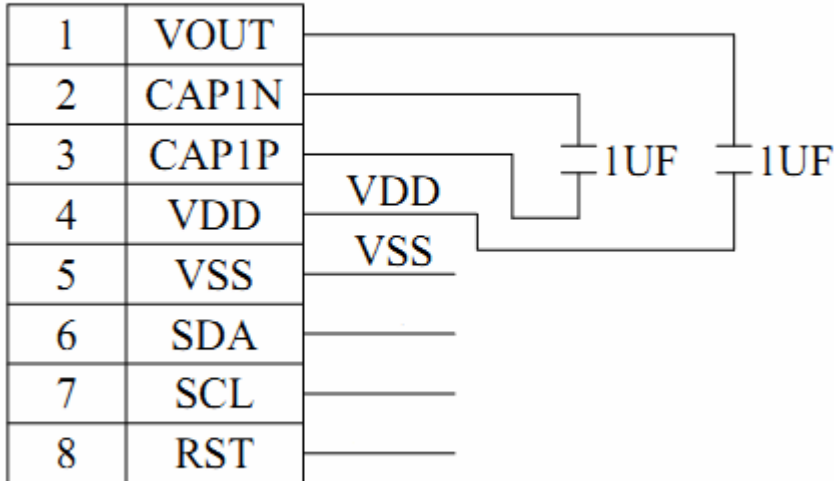 1 VOUT
2 CAP1N
3 CAP1P
1UF 1UF
4 VDD VDD
5 VSS VSS
6 SDA
7 SCL
8 RST